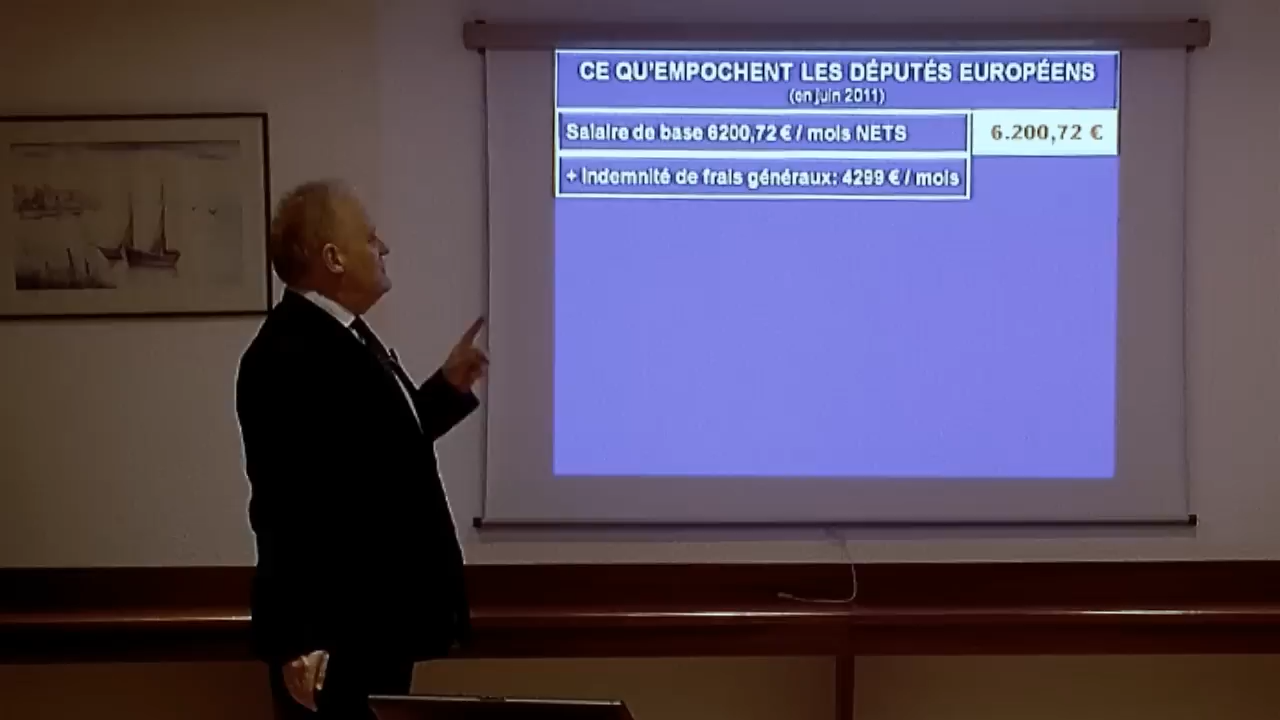 CE QU'EMPOCHENT LES DÉPUTÉS EUROPÉENS
(en juin 2011)
Salaire de base 6200,72 € / mois NETS
6.200,72 €
+ Indemnité de frais généraux: 4299 € / mois